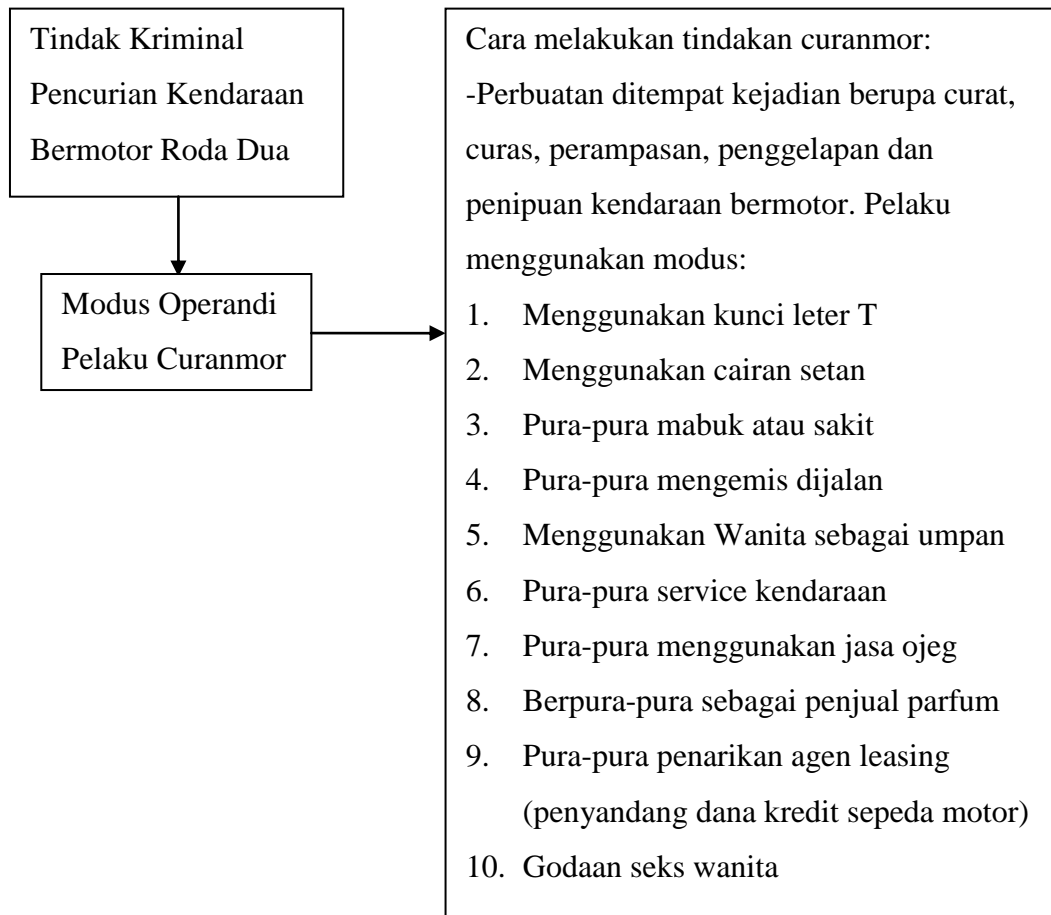 Tindak Kriminal
Pencurian Kendaraan
Bermotor Roda Dua
Modus Operandi
Pelaku Curanmor
Cara melakukan tindakan curanmor:
-Perbuatan ditempat kejadian berupa curat,
curas, perampasan, penggelapan dan
penipuan kendaraan bermotor. Pelaku
menggunakan modus:
1. Menggunakan kunci leter T
2. Menggunakan cairan setan
3. Pura-pura mabuk atau sakit
4. Pura-pura mengemis dijalan
5. Menggunakan Wanita sebagai umpan
6. Pura-pura service kendaraan
7. Pura-pura menggunakan jasa ojeg
8. Berpura-pura sebagai penjual parfum
9. Pura-pura penarikan agen leasing
(penyandang dana kredit sepeda motor)
10. Godaan seks wanita